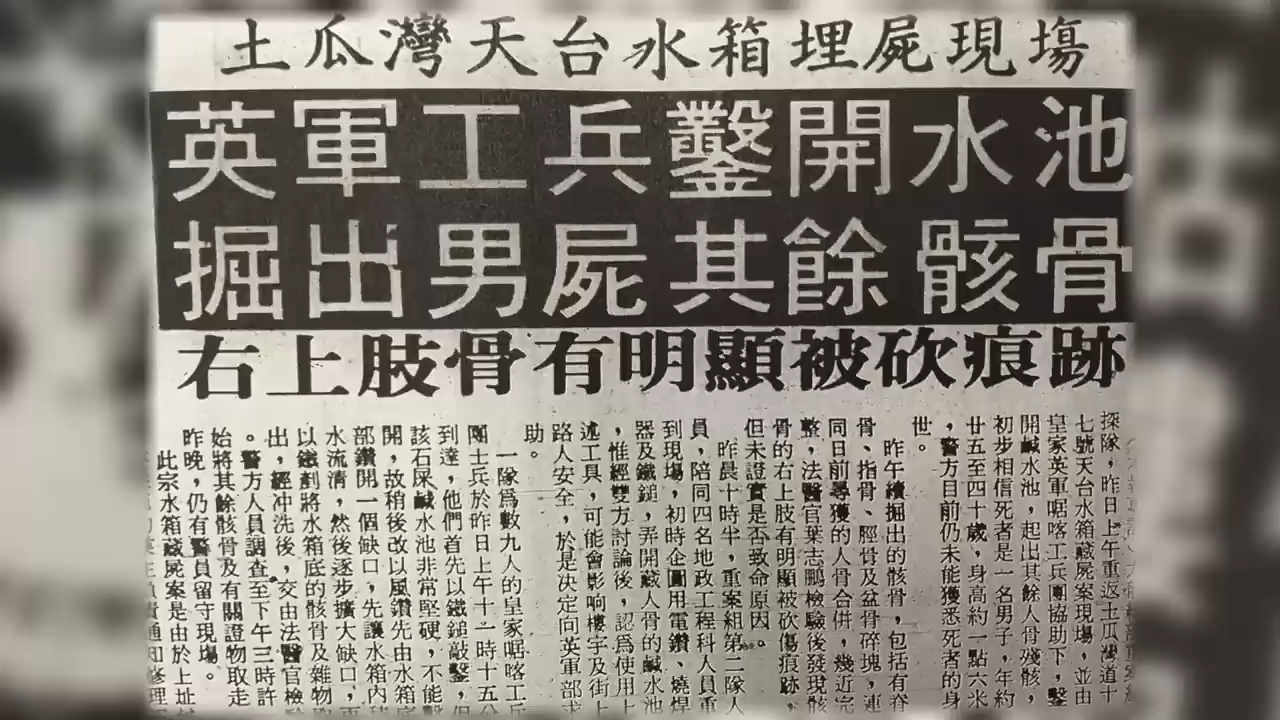 土瓜灣天台水箱埋屍現場
英軍工兵鑿開水池
掘出男屍其餘骸骨
右上肢骨有明顯被砍痕跡
探隊，昨日上午重返土瓜灣道十
七號天台水箱藏屍案現場，並由
皇家英軍啹喀工兵團協助下，鑿
開鹹水池，起出其餘人骨殘骸，
初步相信死者是一名男子，年約
廿五至四十歲，身高約一點六米
，警方目前仍未能獲悉死者的身
世。
昨午續掘出的骸骨，包括有脊
骨、指骨、脛骨及盆骨碎塊，連
同日前尋獲的人骨合併，幾近完
整，法醫官葉志鵬檢驗後發現骸
骨的右上肢有明顯被砍傷痕跡，
但未證實是否致命原因。
昨晨十時半，重案組第二隊人
員，陪同四名地政工程科人員重
到現場，初時企圖用電鑽、燒焊
器及鐵鎚，弄開藏人骨的鹹水池
，惟經雙方討論後，認爲使用上
述工具，可能會影响樓宇及街上
路人安全，於是決定向英軍部求
助。
一隊爲數九人的皇家啹喀工兵
團士兵於昨日上午十一時十五分
到達，他們首先以鐵鎚敲擊，但
該石屎鹹水池非常堅硬，不能
開，故稍後改以風鑽先由水箱底
部鑽開一個缺口，先讓水箱內積
水流清，然後逐步擴大缺口，再
以鐵剷將水箱底的骸骨及雜物
出，經冲洗後，交由法醫官檢驗
。警方人員調查至下午三時許
始將其餘骸骨及有關證物取走
昨晚，仍有警員留守現場。
此宗水箱藏屍案是由於上址
通知修理